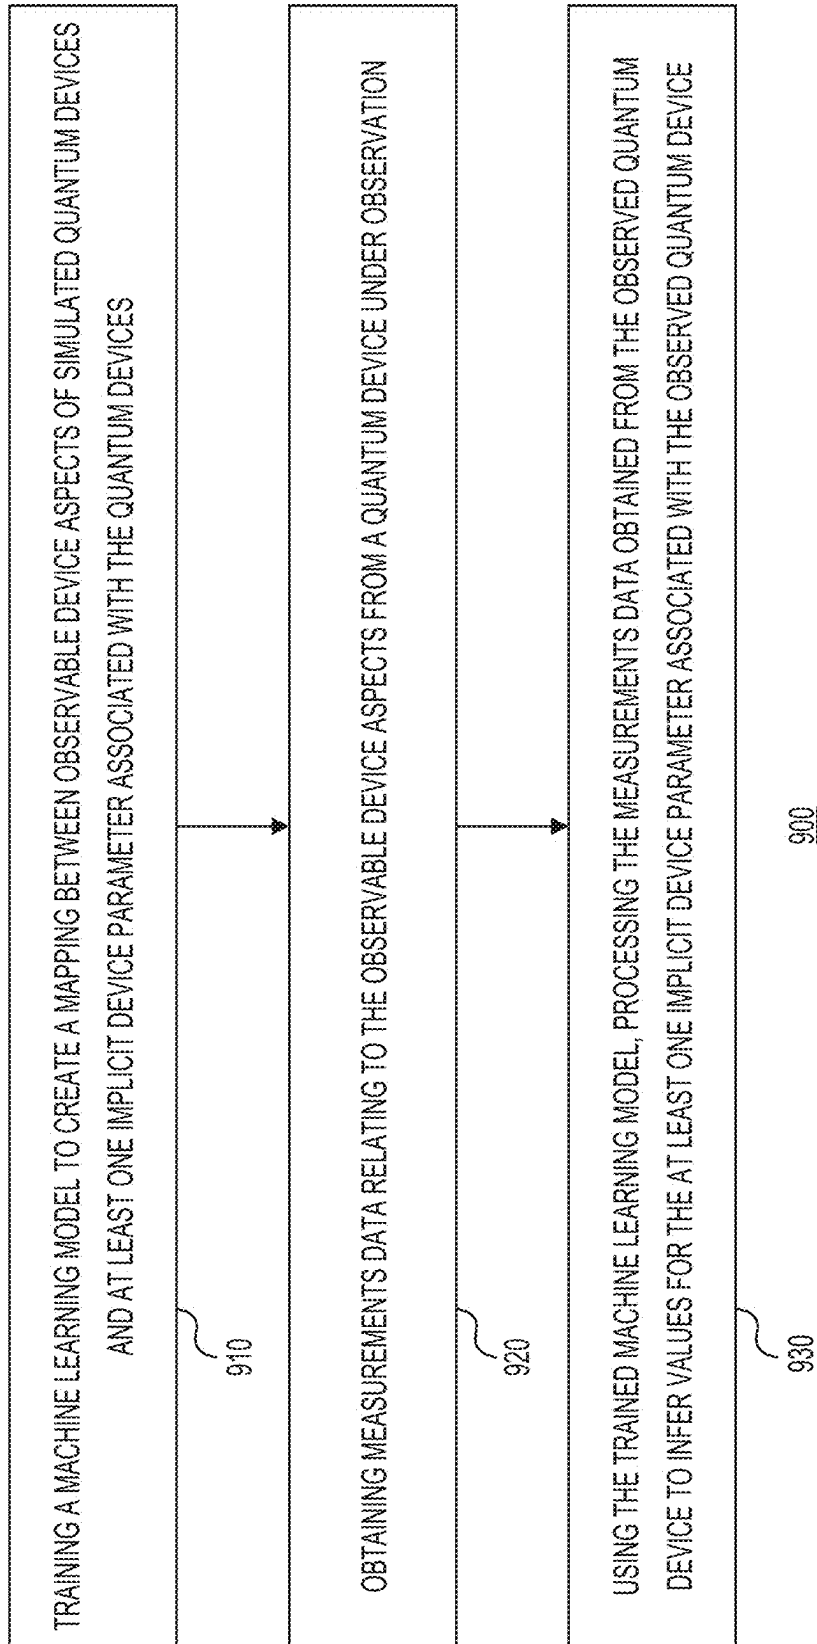 TRAINING A MACHINE LEARNING MODEL TO CREATE A MAPPING BETWEEN OBSERVABLE DEVICE ASPECTS OF SIMULATED QUANTUM DEVICES
AND AT LEAST ONE IMPLICIT DEVICE PARAMETER ASSOCIATED WITH THE QUANTUM DEVICES
910
OBTAINING MEASUREMENTS DATA RELATING TO THE OBSERVABLE DEVICE ASPECTS FROM A QUANTUM DEVICE UNDER OBSERVATION
920
USING THE TRAINED MACHINE LEARNING MODEL, PROCESSING THE MEASUREMENTS DATA OBTAINED FROM THE OBSERVED QUANTUM
DEVICE TO INFER VALUES FOR THE AT LEAST ONE IMPLICIT DEVICE PARAMETER ASSOCIATED WITH THE OBSERVED QUANTUM DEVICE
930
900